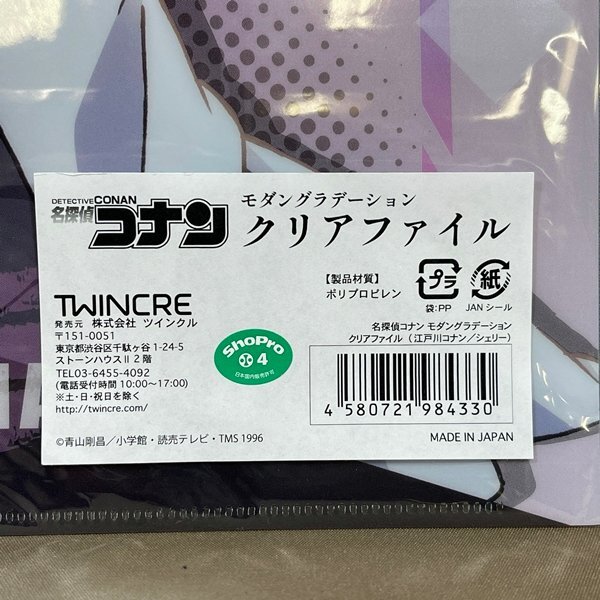 DETECTIVE CONAN
名探偵コナン
モダングラデーション
クリアファイル
【製品材質】
ポリプロピレン
プラ
袋:PP
紙
JANシール
TWINCRE
発売元 株式会社 ツインクル
〒151-0051
東京都渋谷区千駄ヶ谷1-24-5
ストーンハウスⅡ 2階
TEL03-6455-4092
(電話受付時間 10:00〜17:00)
※土・日・祝日を除く
http://twincre.com/
ShoPro
4
日本国内販売許可
名探偵コナン モダングラデーション
クリアファイル（江戸川コナン／シェリー）
4 580721 984330
©青山剛昌／小学館・読売テレビ・TMS 1996
MADE IN JAPAN